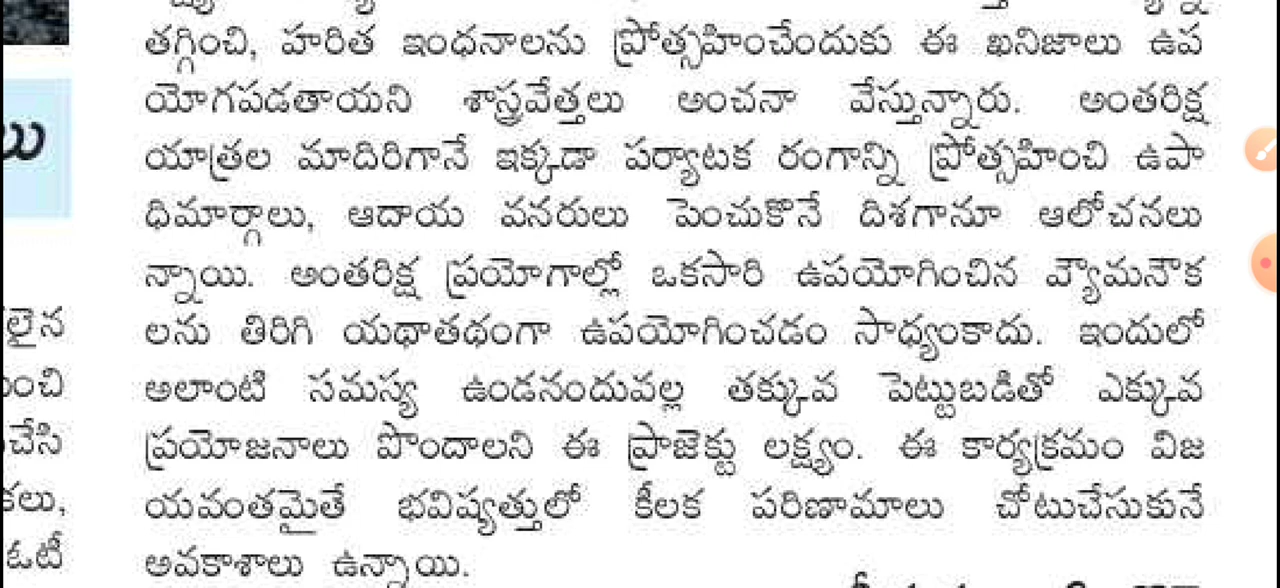 తగ్గించి, హరిత ఇంధనాలను ప్రోత్సహించేందుకు ఈ ఖనిజాలు ఉప
యోగపడతాయని శాస్త్రవేత్తలు అంచనా వేస్తున్నారు. అంతరిక్ష
యాత్రల మాదిరిగానే ఇక్కడా పర్యాటక రంగాన్ని ప్రోత్సహించి ఉపా
ధిమార్గాలు, ఆదాయ వనరులు పెంచుకొనే దిశగానూ ఆలోచనలు
న్నాయి. అంతరిక్ష ప్రయోగాల్లో ఒకసారి ఉపయోగించిన వ్యౌమనౌక
లను తిరిగి యథాతథంగా ఉపయోగించడం సాధ్యంకాదు. ఇందులో
అలాంటి సమస్య ఉండనందువల్ల తక్కువ పెట్టుబడితో ఎక్కువ
ప్రయోజనాలు పొందాలని ఈ ప్రాజెక్టు లక్ష్యం. ఈ కార్యక్రమం విజ
యవంతమైతే భవిష్యత్తులో కీలక పరిణామాలు చోటుచేసుకునే
అవకాశాలు ఉన్నాయి.
లు
లైన
ంచి
చేసి
కలు,
ఓటీ